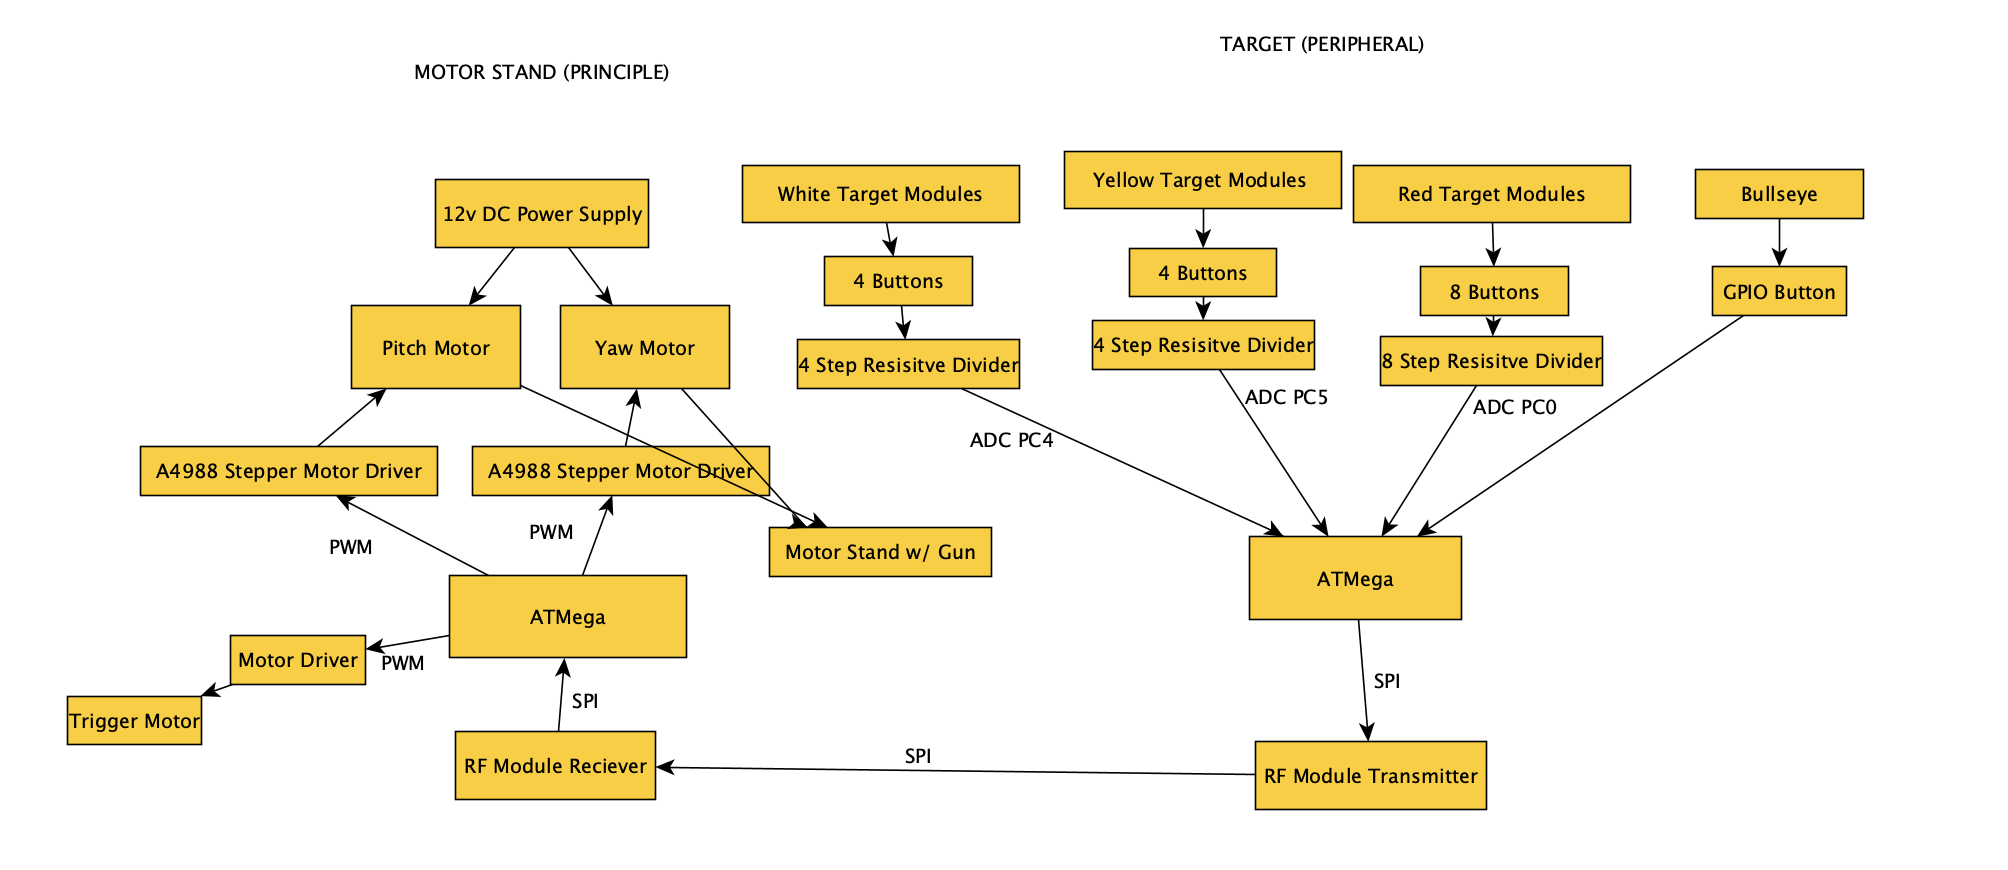 TARGET (PERIPHERAL)
MOTOR STAND (PRINCIPLE)
12v DC Power Supply
White Target Modules
Yellow Target Modules
Red Target Modules
Bullseye
4 Buttons
4 Buttons
8 Buttons
GPIO Button
Pitch Motor
Yaw Motor
4 Step Resisitve Divider
4 Step Resisitve Divider
8 Step Resisitve Divider
ADC PC4
ADC PC5
ADC PC0
A4988 Stepper Motor Driver
A4988 Stepper Motor Driver
PWM
PWM
Motor Stand w/ Gun
ATMega
ATMega
Motor Driver
PWM
Trigger Motor
SPI
SPI
RF Module Reciever
SPI
RF Module Transmitter